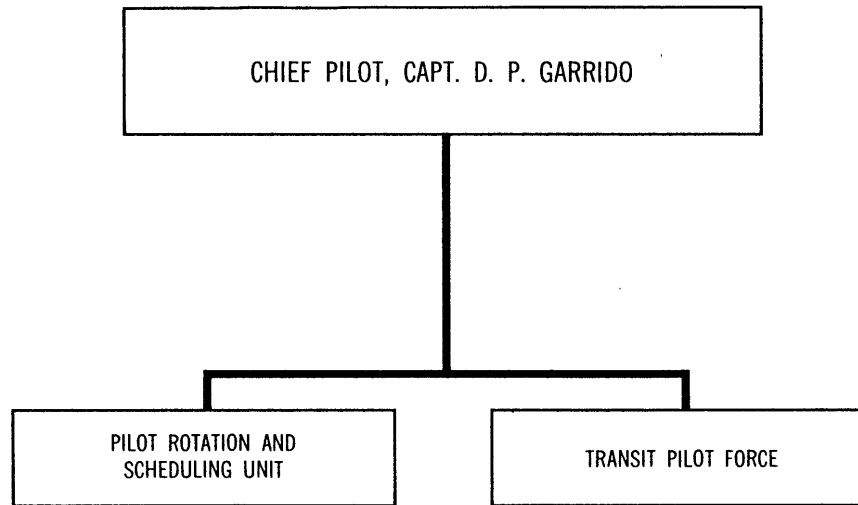 CHIEF PILOT, CAPT. D. P. GARRIDO
PILOT ROTATION AND
SCHEDULING UNIT
TRANSIT PILOT FORCE